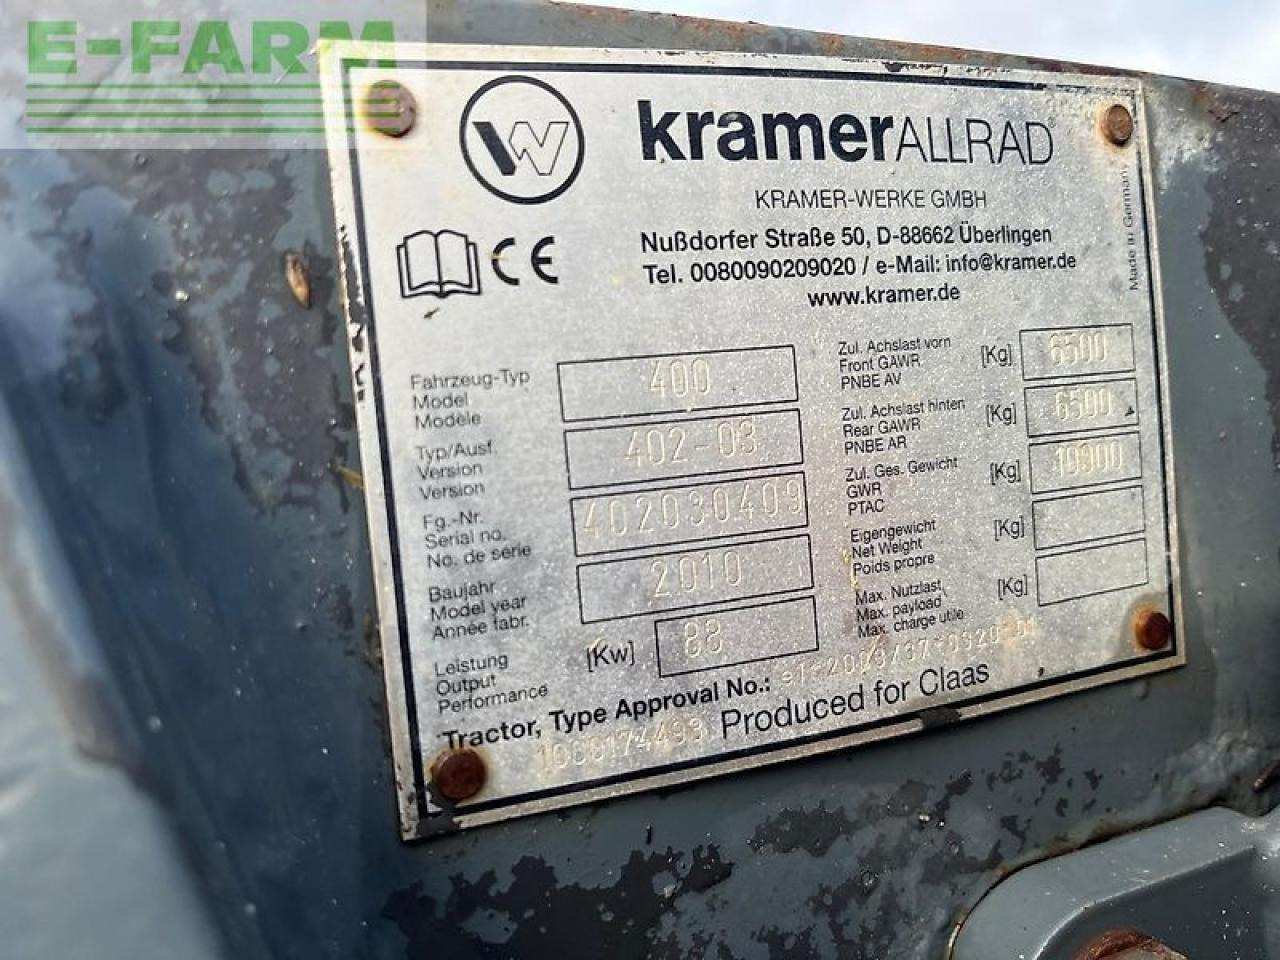 E-FARM
kramerALLRAD
KRAMER-WERKE GMBH
Nußdorfer Straße 50, D-88662 Überlingen
Tel. 0080090209020 / e-Mail: info@kramer.de
www.kramer.de
Made in Germany
CE
Fahrzeug-Typ
Model
Modèle
400
Typ/Ausf.
Version
Version
402-03
Fg.-Nr.
Serial no.
No. de série
402030409
Baujahr
Model year
Année fabr.
2010
Leistung
Output
Performance
[Kw] 88
Zul. Achslast vorn
Front GAWR
PNBE AV
[Kg] 6500
Zul. Achslast hinten
Rear GAWR
PNBE AR
[Kg] 6500
Zul. Ges. Gewicht
GWR
PTAC
[Kg]
Eigengewicht
Net Weight
Poids propre
[Kg]
Max. Nutzlast
Max. payload
Max. charge utile
[Kg]
Tractor, Type Approval No.:
Produced for Claas